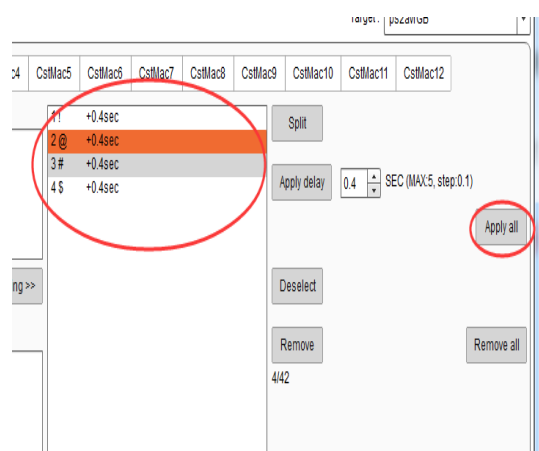 Target:
c4 CstMac5 CstMac6 CstMac7 CstMac8 CstMac9 CstMac10 CstMac11 CstMac12
1 ! +0.4sec
2 @ +0.4sec
3 # +0.4sec
4 $ +0.4sec
Split
Apply delay 0.4 SEC (MAX:5, step:0.1)
Apply all
ng >> Deselect
Remove Remove all
4/42